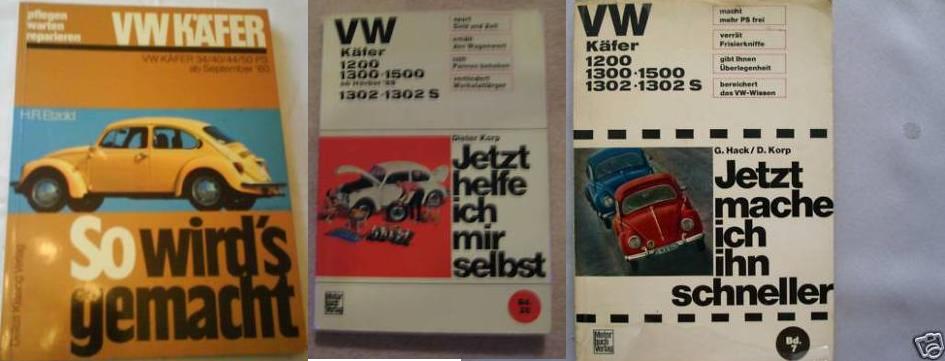 pflegen
warten
reparieren
VW KÄFER
VW KÄFER 34/40/44/50 PS
ab September '60
H.R. Etzold
So wird's
gemacht
Delius Klasing Verlag
VW
Käfer
1200
1300·1500
1302·1302 S
spart
Geld und Zeit
erhält
den Wagenwert
hilft
Pannen beheben
verhindert
Werkstattärger
Dieter Korp
Jetzt
helfe
ich
mir
selbst
Motor
buch
Verlag
Bd.
VW
Käfer
1200
1300·1500
1302·1302 S
macht
mehr PS frei
verrät
Frisierkniffe
gibt Ihnen
Überlegenheit
bereichert
das VW-Wissen
G. Hack/D. Korp
Jetzt
mache
ich
ihn
schneller
Motor
buch
Verlag
Bd.
7